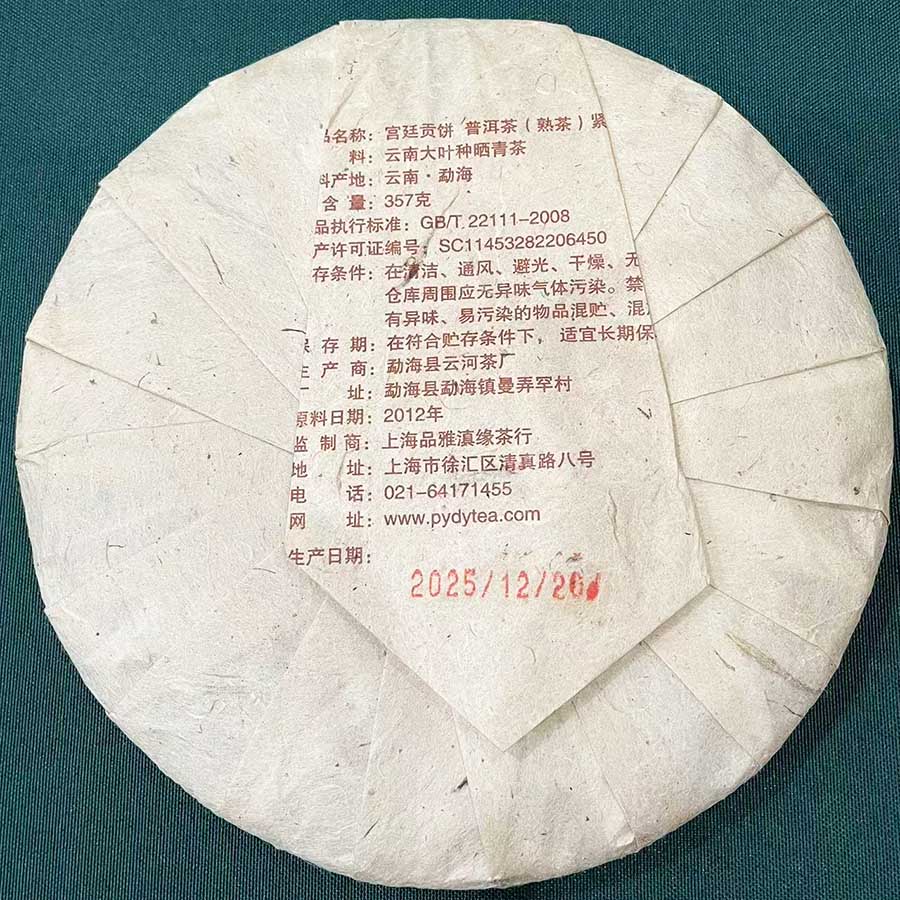 品名称：宫廷贡饼 普洱茶（熟茶）紧
料：云南大叶种晒青茶
料产地：云南·勐海
含 量：357克
品执行标准：GB/T 22111-2008
产许可证编号：SC11453282206450
存条件：在清洁、通风、避光、干燥、无
仓库周围应无异味气体污染。禁
有异味、易污染的物品混贮、混
保 存 期：在符合贮存条件下，适宜长期保
生 产 商：勐海县云河茶厂
厂 址：勐海县勐海镇曼弄罕村
原料日期：2012年
监 制 商：上海品雅滇缘茶行
地 址：上海市徐汇区清真路八号
电 话：021-64171455
网 址：www.pydytea.com
生产日期：
2025/12/26